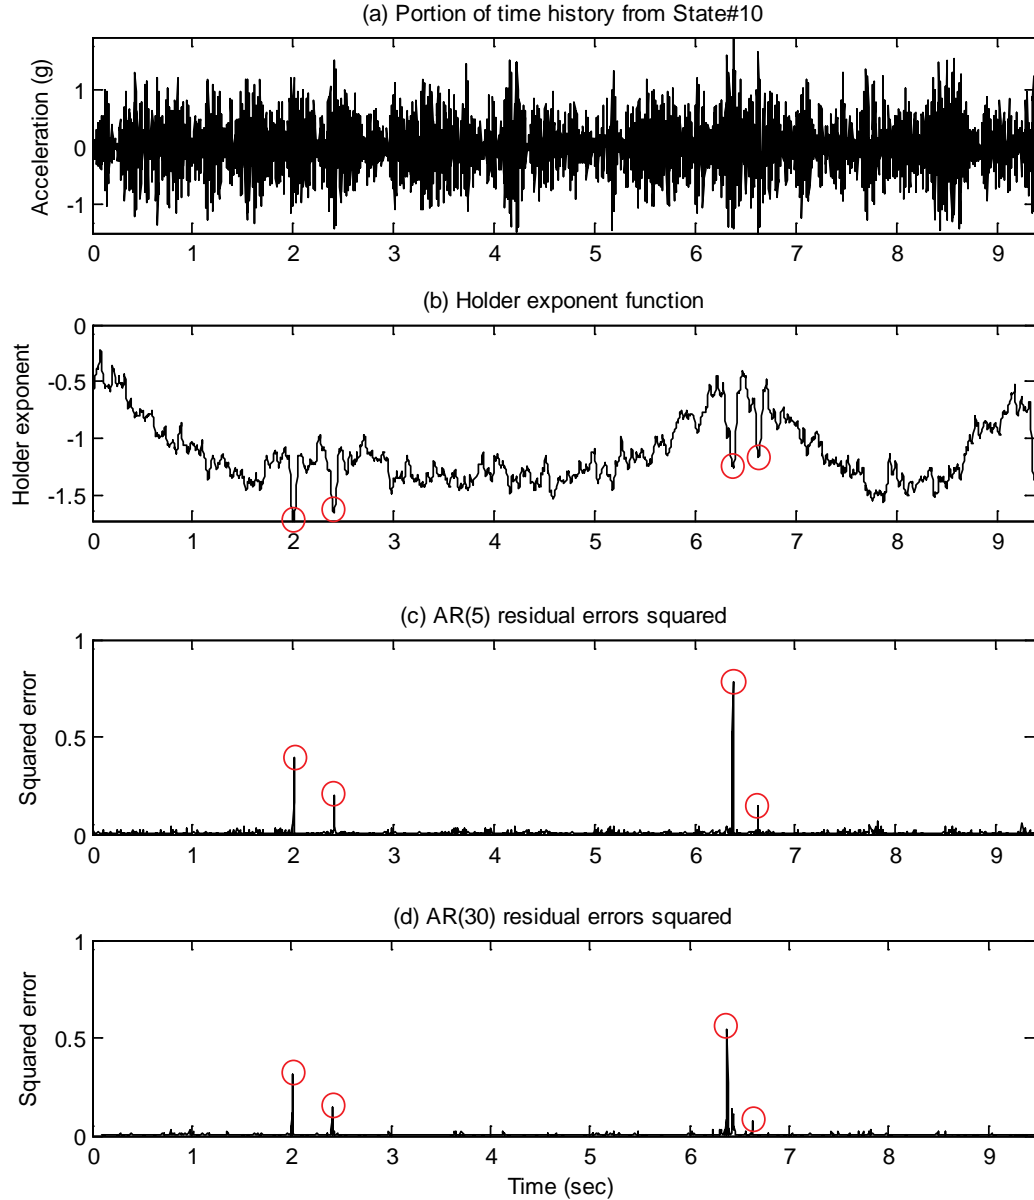 (a) Portion of time history from State#10
Acceleration (g)
1
0
-1
0 1 2 3 4 5 6 7 8 9
(b) Holder exponent function
Holder exponent
0
-0.5
-1
-1.5
0 1 2 3 4 5 6 7 8 9
(c) AR(5) residual errors squared
Squared error
1
0.5
0
0 1 2 3 4 5 6 7 8 9
(d) AR(30) residual errors squared
Squared error
1
0.5
0
0 1 2 3 4 5 6 7 8 9
Time (sec)